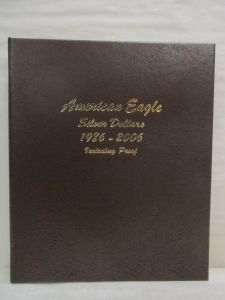 American Eagle
Silver Dollars
1986 - 2006
Including Proof